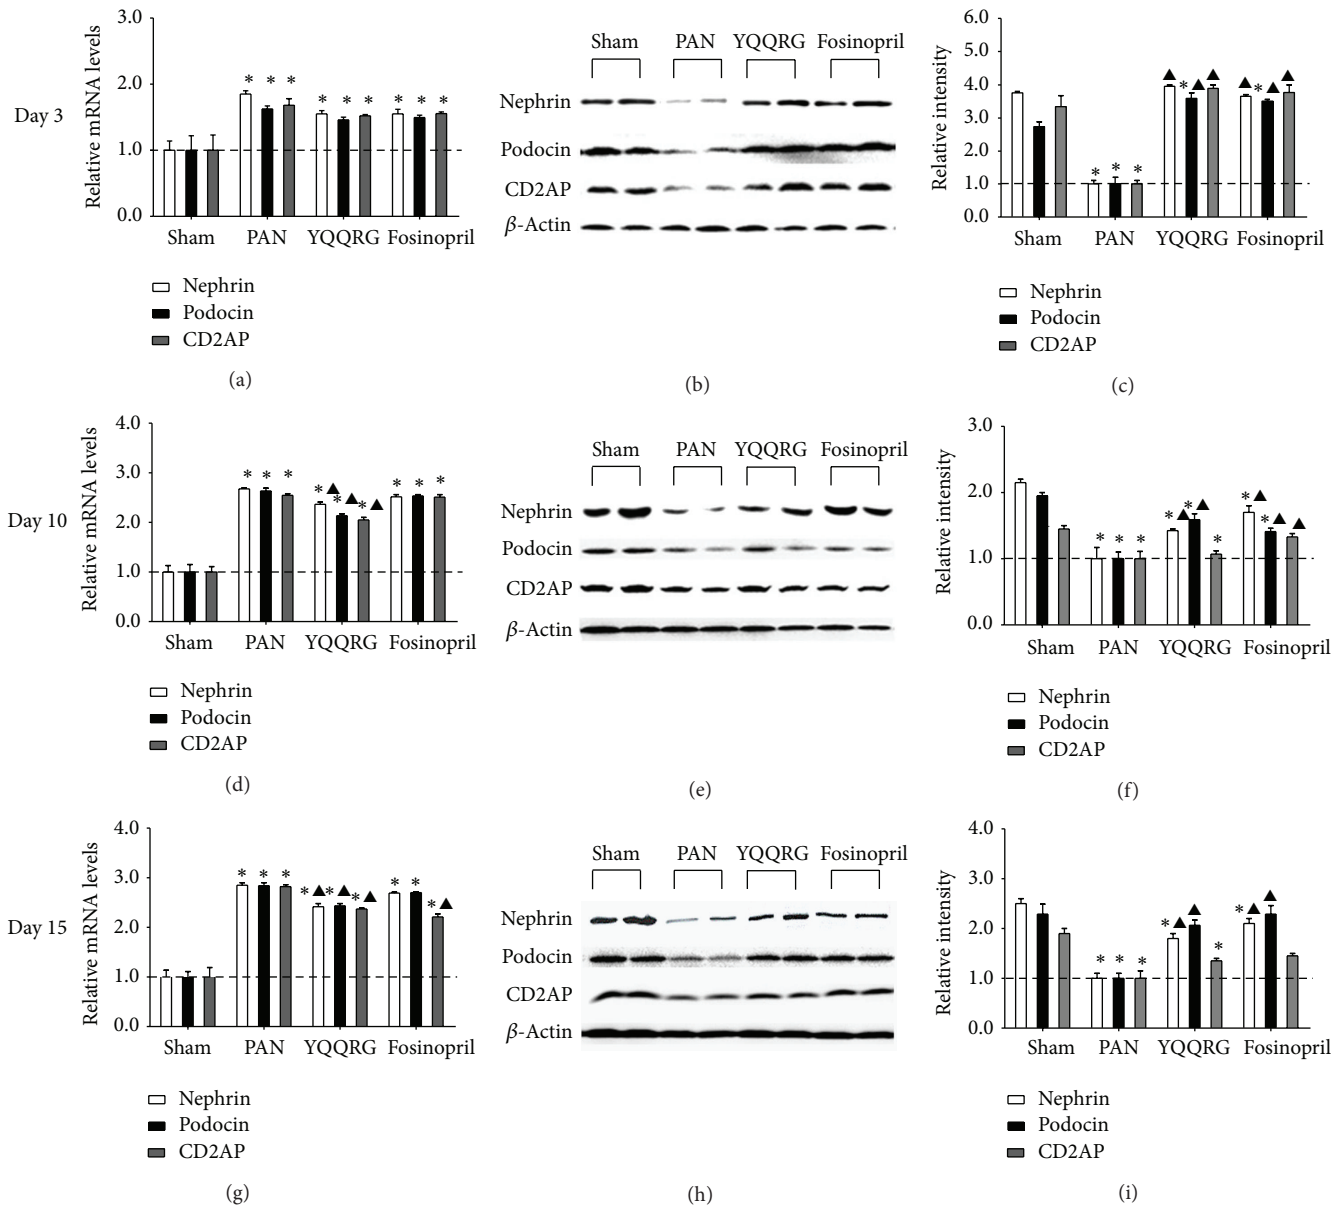 Day 3
Relative mRNA levels
3.0
2.0
1.0
0.0
* * * * * * * * *
Sham PAN YQQRG Fosinopril
Nephrin
Podocin
CD2AP
(a)
Sham PAN YQQRG Fosinopril
Nephrin
Podocin
CD2AP
β-Actin
(b)
Relative intensity
6.0
5.0
4.0
3.0
2.0
1.0
0.0
* * * ▲ * ▲ ▲ ▲ * ▲ ▲
Sham PAN YQQRG Fosinopril
Nephrin
Podocin
CD2AP
(c)
Day 10
Relative mRNA levels
4.0
3.0
2.0
1.0
0.0
* * * * ▲ * ▲ * ▲ * * *
Sham PAN YQQRG Fosinopril
Nephrin
Podocin
CD2AP
(d)
Sham PAN YQQRG Fosinopril
Nephrin
Podocin
CD2AP
β-Actin
(e)
Relative intensity
3.0
2.0
1.0
0.0
* * * * ▲ * ▲ * * ▲ * ▲ ▲
Sham PAN YQQRG Fosinopril
Nephrin
Podocin
CD2AP
(f)
Day 15
Relative mRNA levels
4.0
3.0
2.0
1.0
0.0
* * * * ▲ * ▲ * ▲ * * * ▲
Sham PAN YQQRG Fosinopril
Nephrin
Podocin
CD2AP
(g)
Sham PAN YQQRG Fosinopril
Nephrin
Podocin
CD2AP
β-Actin
(h)
Relative intensity
4.0
3.0
2.0
1.0
0.0
* * * * ▲ ▲ * * ▲ ▲
Sham PAN YQQRG Fosinopril
Nephrin
Podocin
CD2AP
(i)